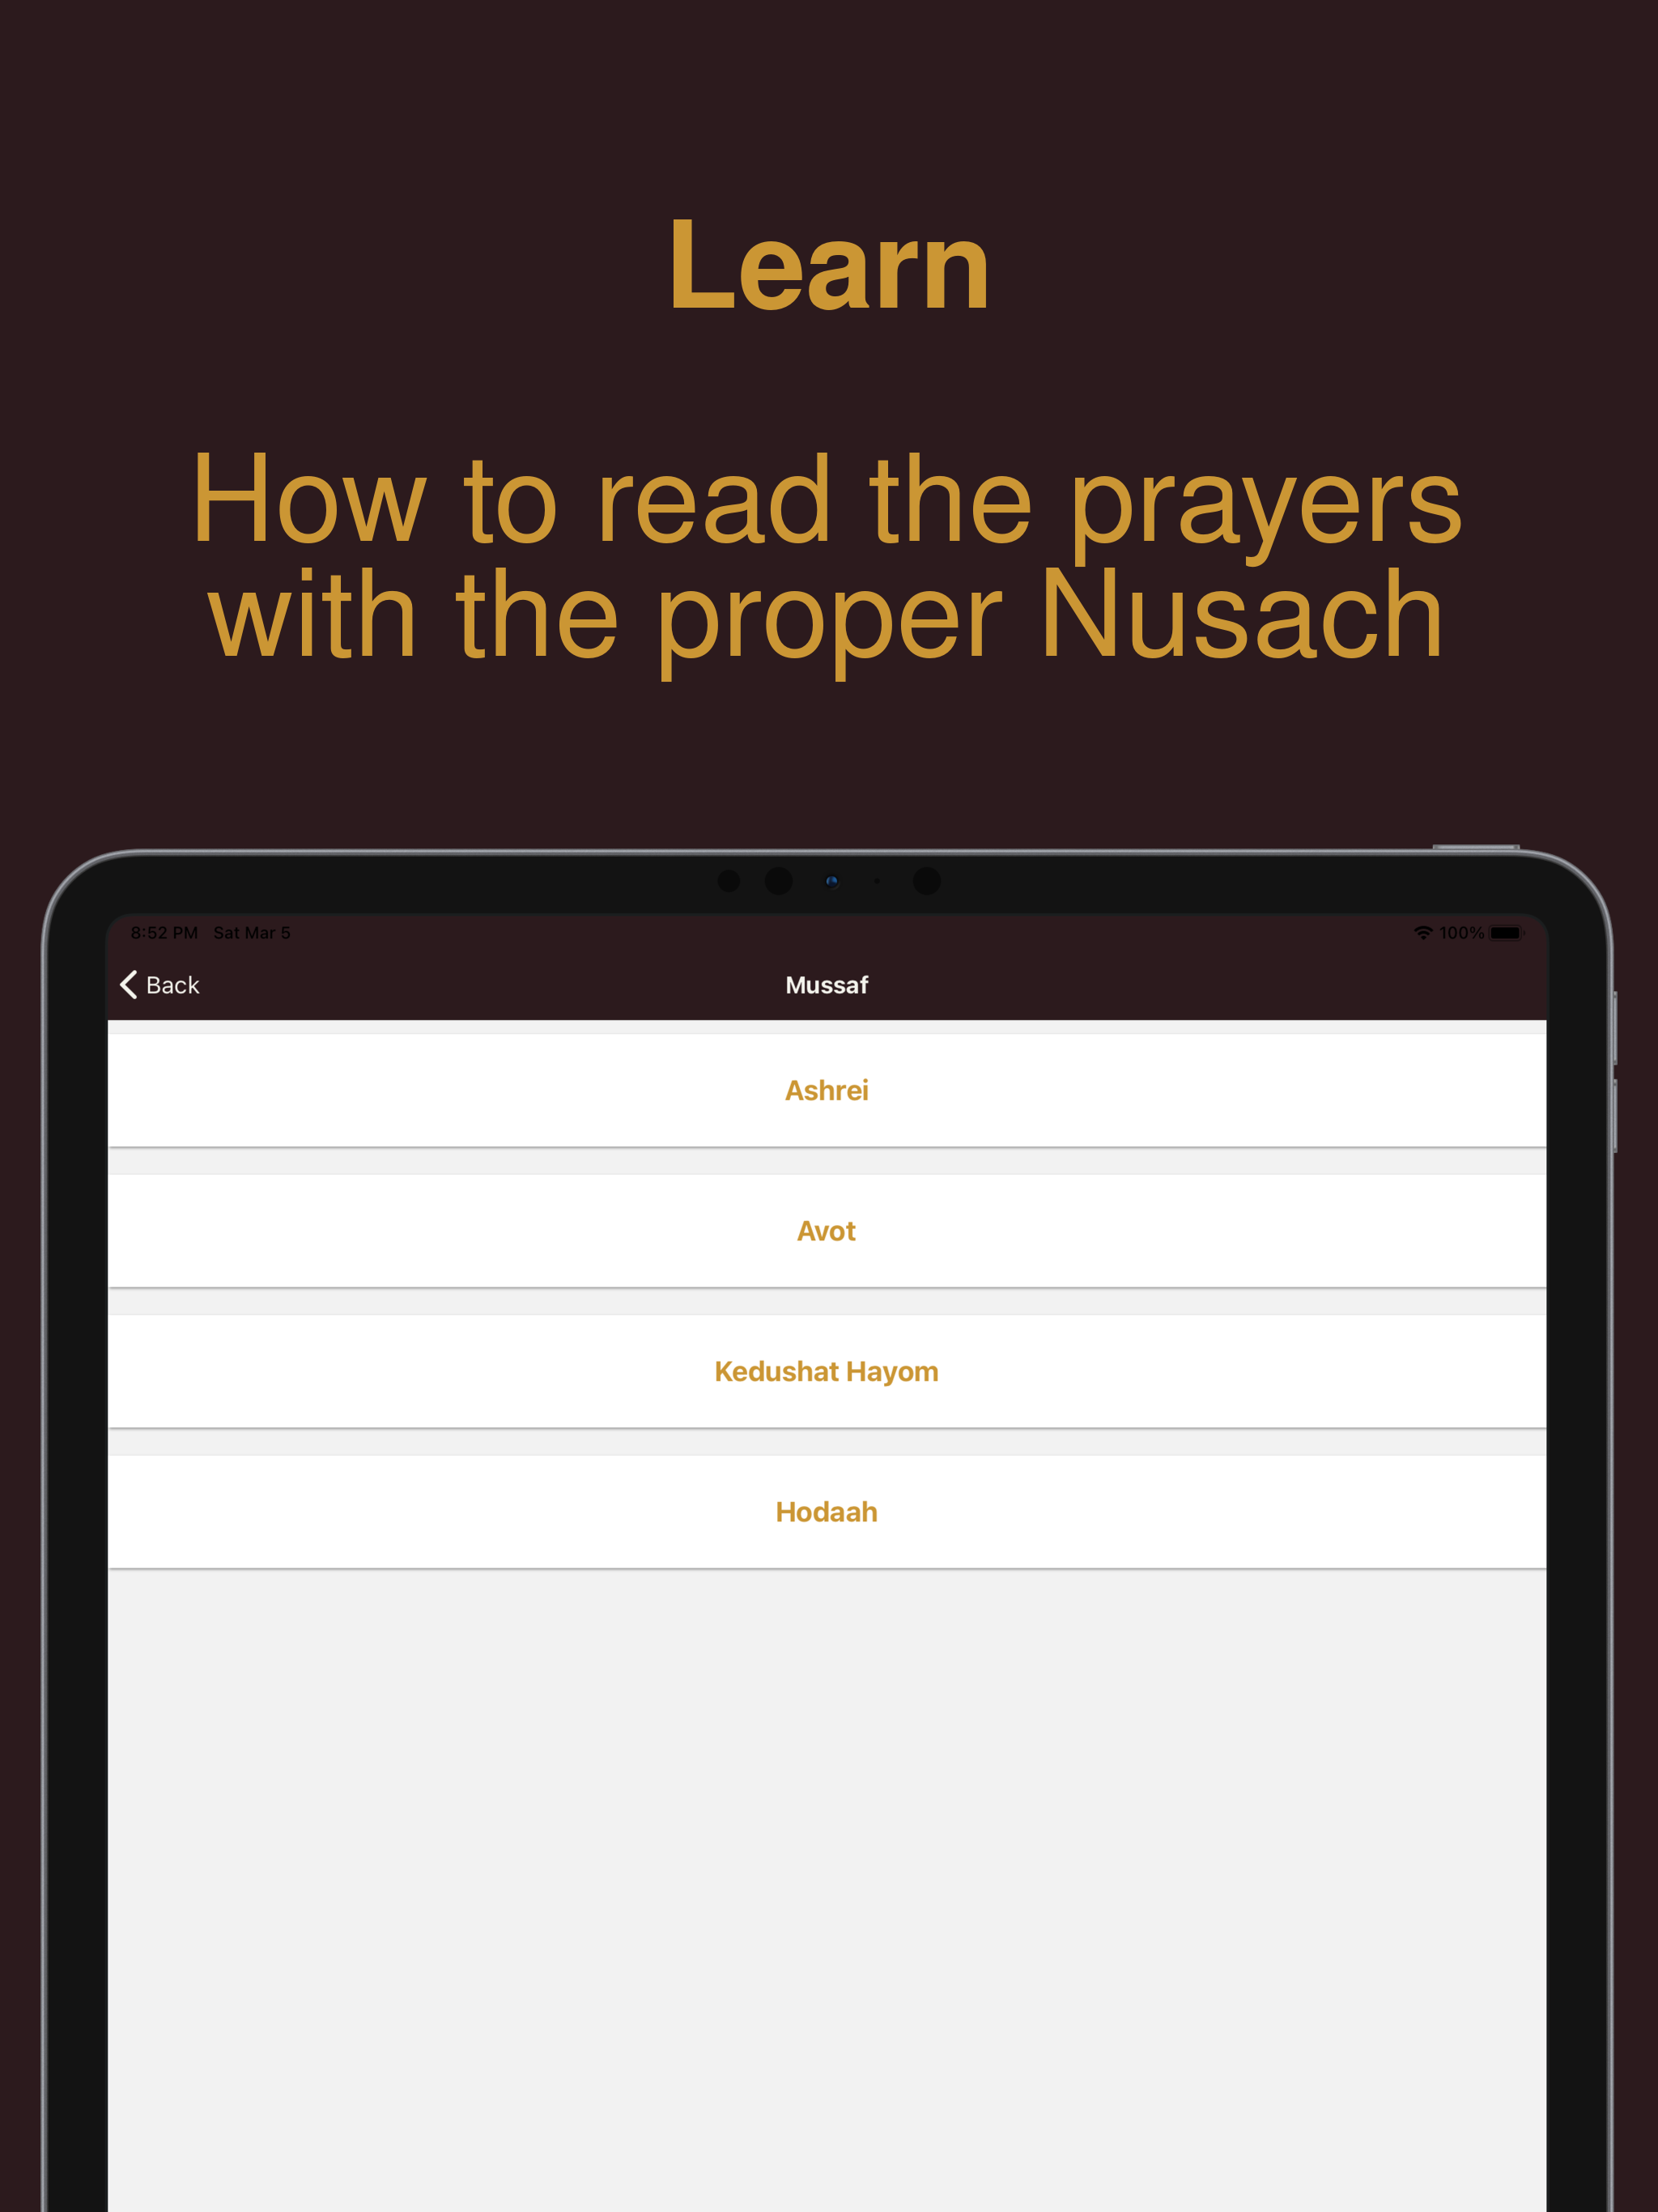 Learn
How to read the prayers
with the proper Nusach
8:52 PM Sat Mar 5 100%
Back Mussaf
Ashrei
Avot
Kedushat Hayom
Hodaah